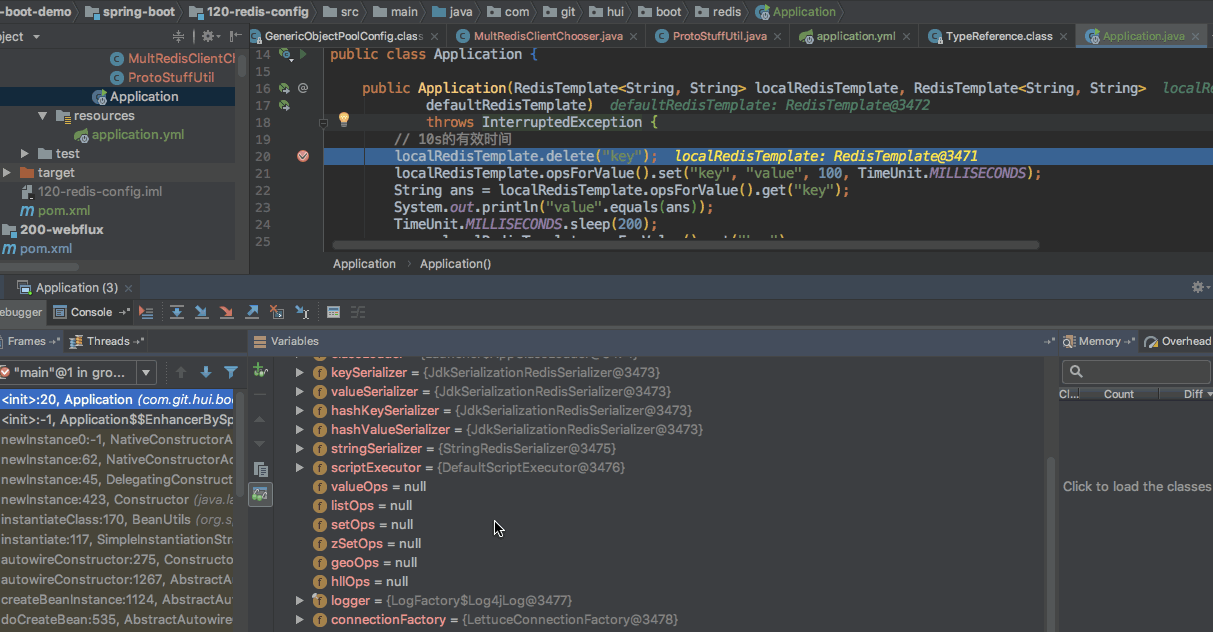 -boot-demo spring-boot 120-redis-config src main java com git hui boot redis Application
ject
GenericObjectPoolConfig.class MultRedisClientChooser.java ProtoStuffUtil.java application.yml TypeReference.class Application.java
MultRedisClientCh
ProtoStuffUtil
Application
resources
application.yml
test
target
120-redis-config.iml
pom.xml
200-webflux
pom.xml
14 public class Application {
15
16 public Application(RedisTemplate<String, String> localRedisTemplate, RedisTemplate<String, String> localR
17 defaultRedisTemplate) defaultRedisTemplate: RedisTemplate@3472
18 throws InterruptedException {
19 // 10s的有效时间
20 localRedisTemplate.delete("key"); localRedisTemplate: RedisTemplate@3471
21 localRedisTemplate.opsForValue().set("key", "value", 100, TimeUnit.MILLISECONDS);
22 String ans = localRedisTemplate.opsForValue().get("key");
23 System.out.println("value".equals(ans));
24 TimeUnit.MILLISECONDS.sleep(200);
25
Application Application()
Application (3)
ebugger Console
Frames Threads
Variables
Memory Overhead
"main"@1 in gro...
<init>:20, Application (com.git.hui.boo
<init>:-1, Application$$EnhancerBySp
newInstance0:-1, NativeConstructorA
newInstance:62, NativeConstructorAc
newInstance:45, DelegatingConstruct
newInstance:423, Constructor (java.la
instantiateClass:170, BeanUtils (org.s
instantiate:117, SimpleInstantiationStra
autowireConstructor:275, Constructo
autowireConstructor:1267, AbstractA
createBeanInstance:1124, AbstractAu
doCreateBean:535, AbstractAutowire
keySerializer = {JdkSerializationRedisSerializer@3473}
valueSerializer = {JdkSerializationRedisSerializer@3473}
hashKeySerializer = {JdkSerializationRedisSerializer@3473}
hashValueSerializer = {JdkSerializationRedisSerializer@3473}
stringSerializer = {StringRedisSerializer@3475}
scriptExecutor = {DefaultScriptExecutor@3476}
valueOps = null
listOps = null
setOps = null
zSetOps = null
geoOps = null
hllOps = null
logger = {LogFactory$Log4jLog@3477}
connectionFactory = {LettuceConnectionFactory@3478}
Cl... Count Diff
Click to load the classes